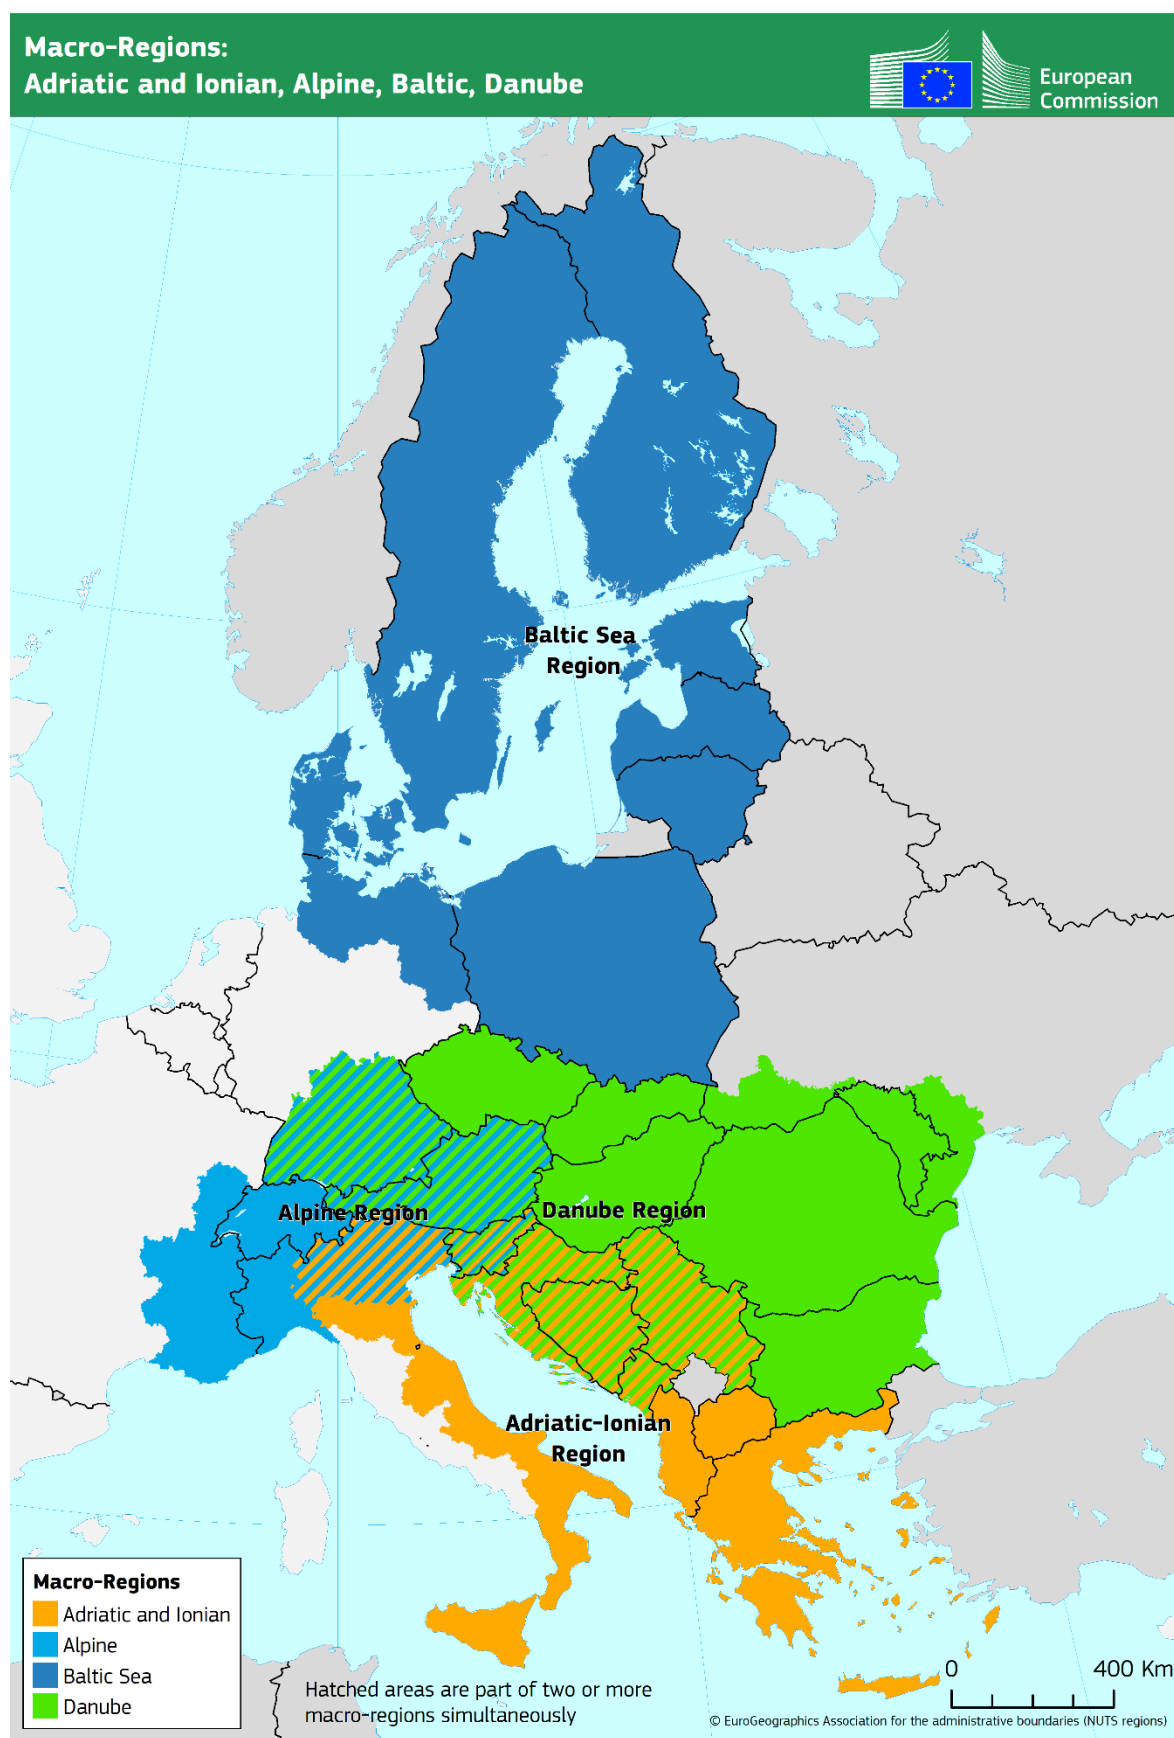 Macro-Regions:
Adriatic and Ionian, Alpine, Baltic, Danube
European
Commission
Baltic Sea
Region
Alpine Region
Danube Region
Adriatic-Ionian
Region
Macro-Regions
Adriatic and Ionian
Alpine
Baltic Sea
Danube
Hatched areas are part of two or more
macro-regions simultaneously
0 400 Km
© EuroGeographics Association for the administrative boundaries (NUTS regions)